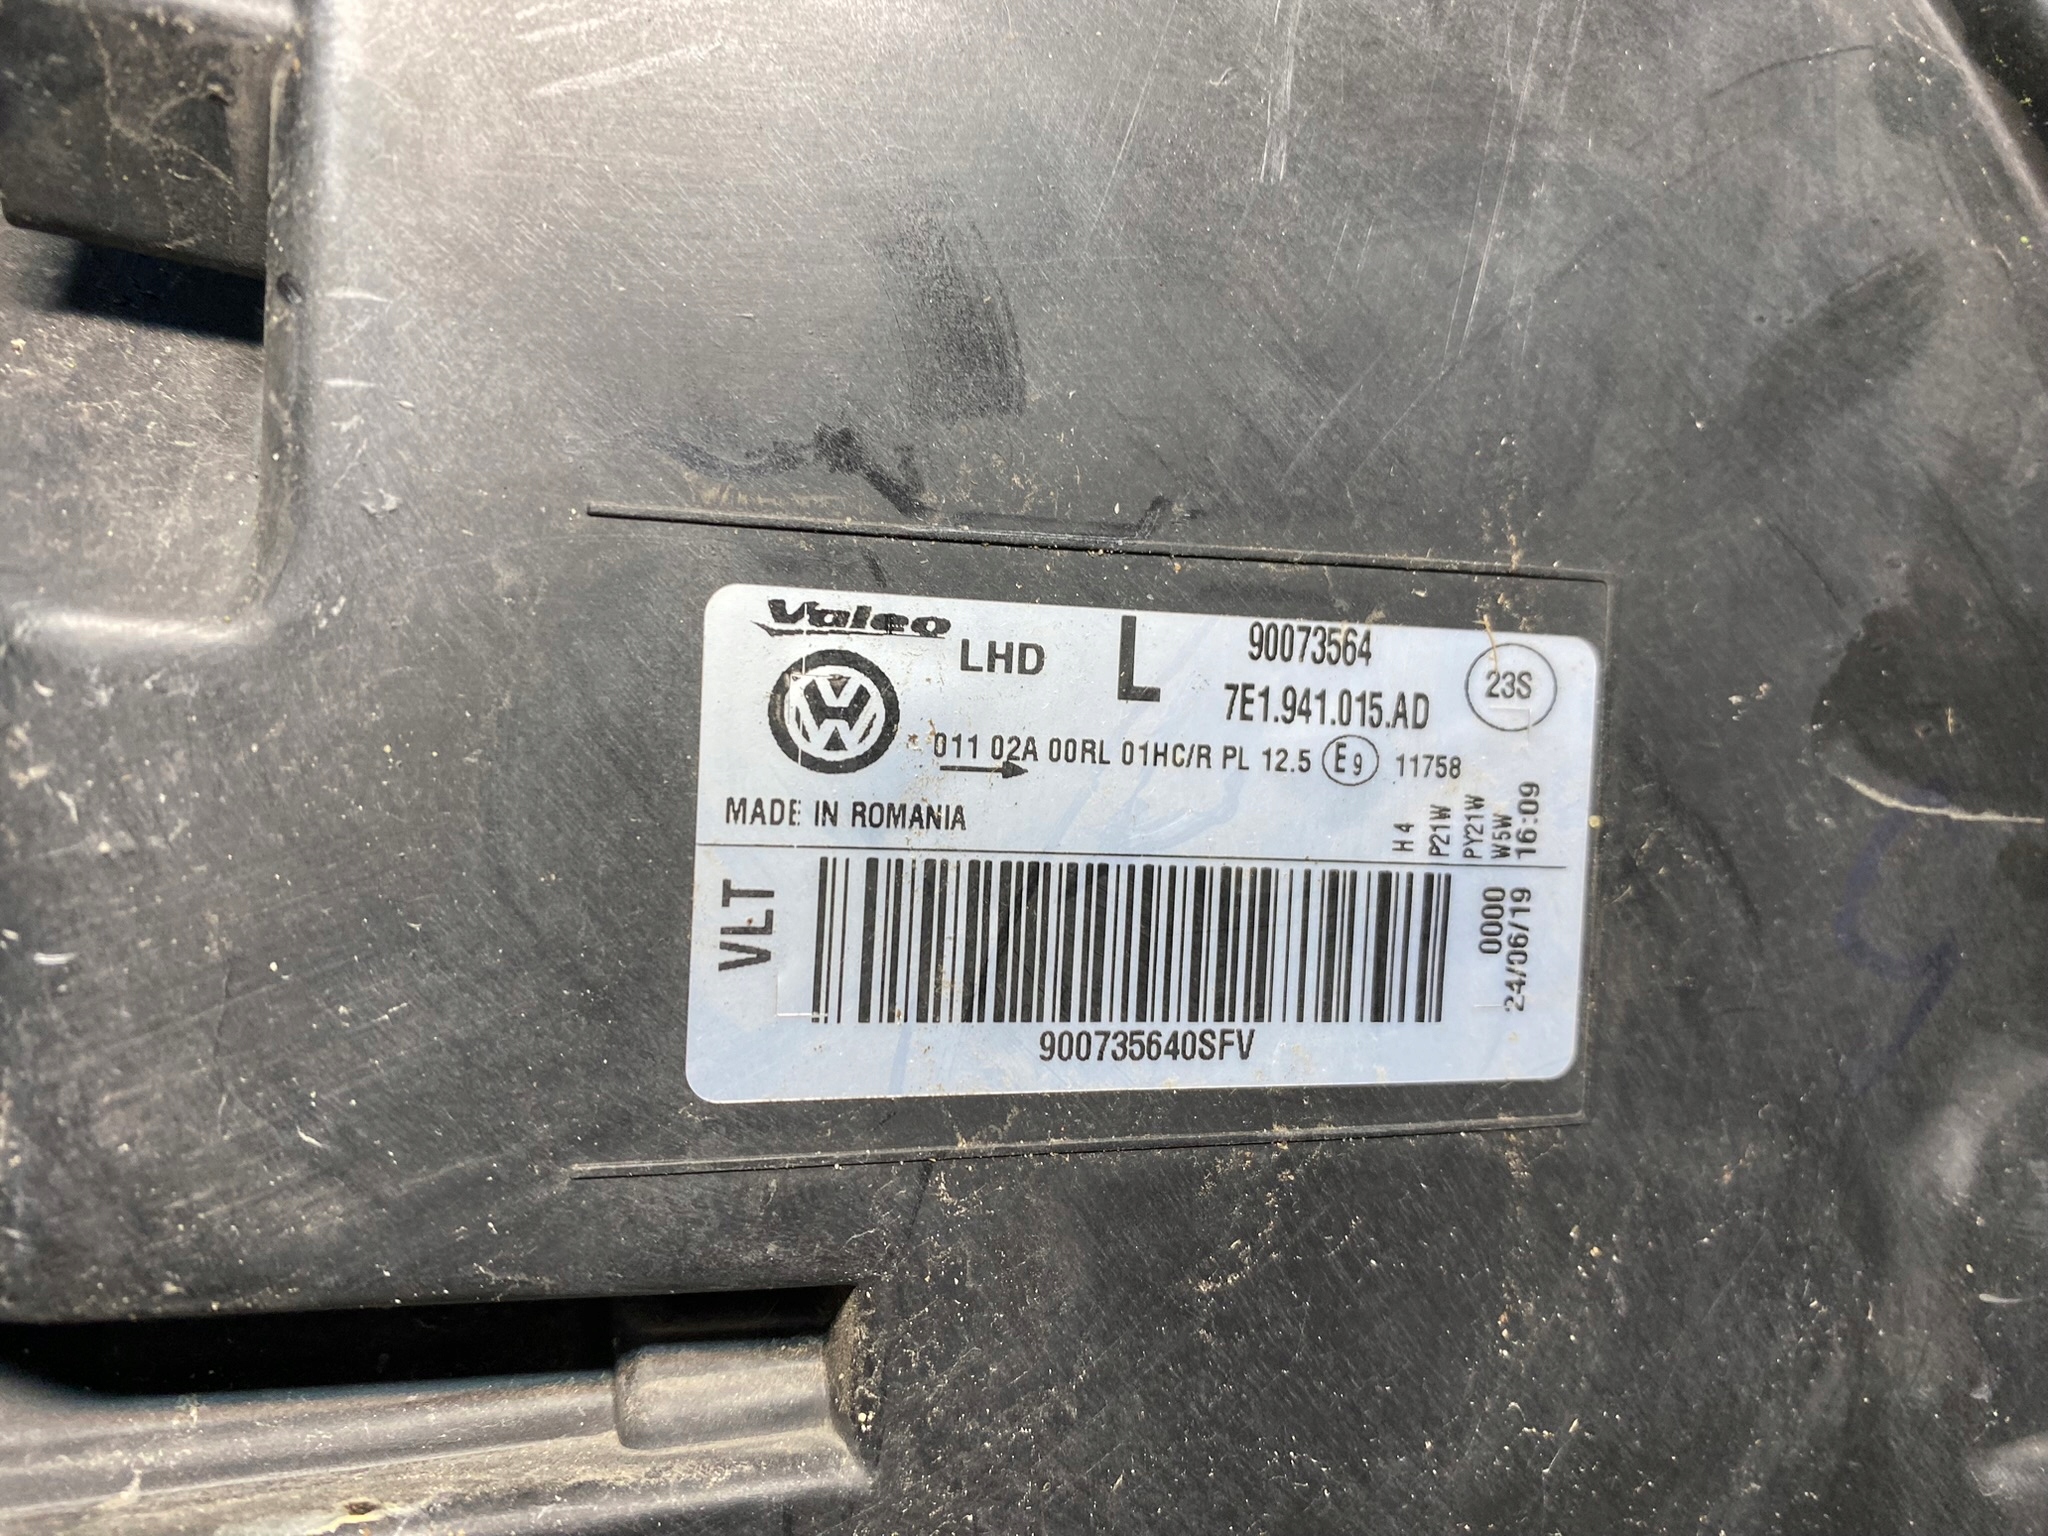 Valeo
LHD
L
90073564
7E1.941.015.AD
23S
011 02A 00RL 01HC/R PL 12.5 E9 11758
MADE IN ROMANIA
H4
P21W
PY21W
W5W
16:09
VLT
0000
24/06/19
900735640SFV